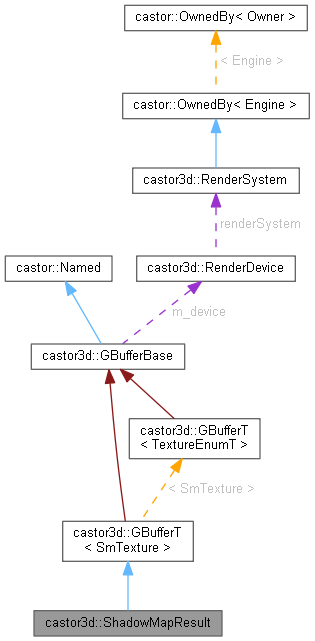 castor::OwnedBy< Owner >
< Engine >
castor::OwnedBy< Engine >
castor3d::RenderSystem
renderSystem
castor::Named
castor3d::RenderDevice
m_device
castor3d::GBufferBase
castor3d::GBufferT
< TextureEnumT >
< SmTexture >
castor3d::GBufferT
< SmTexture >
castor3d::ShadowMapResult